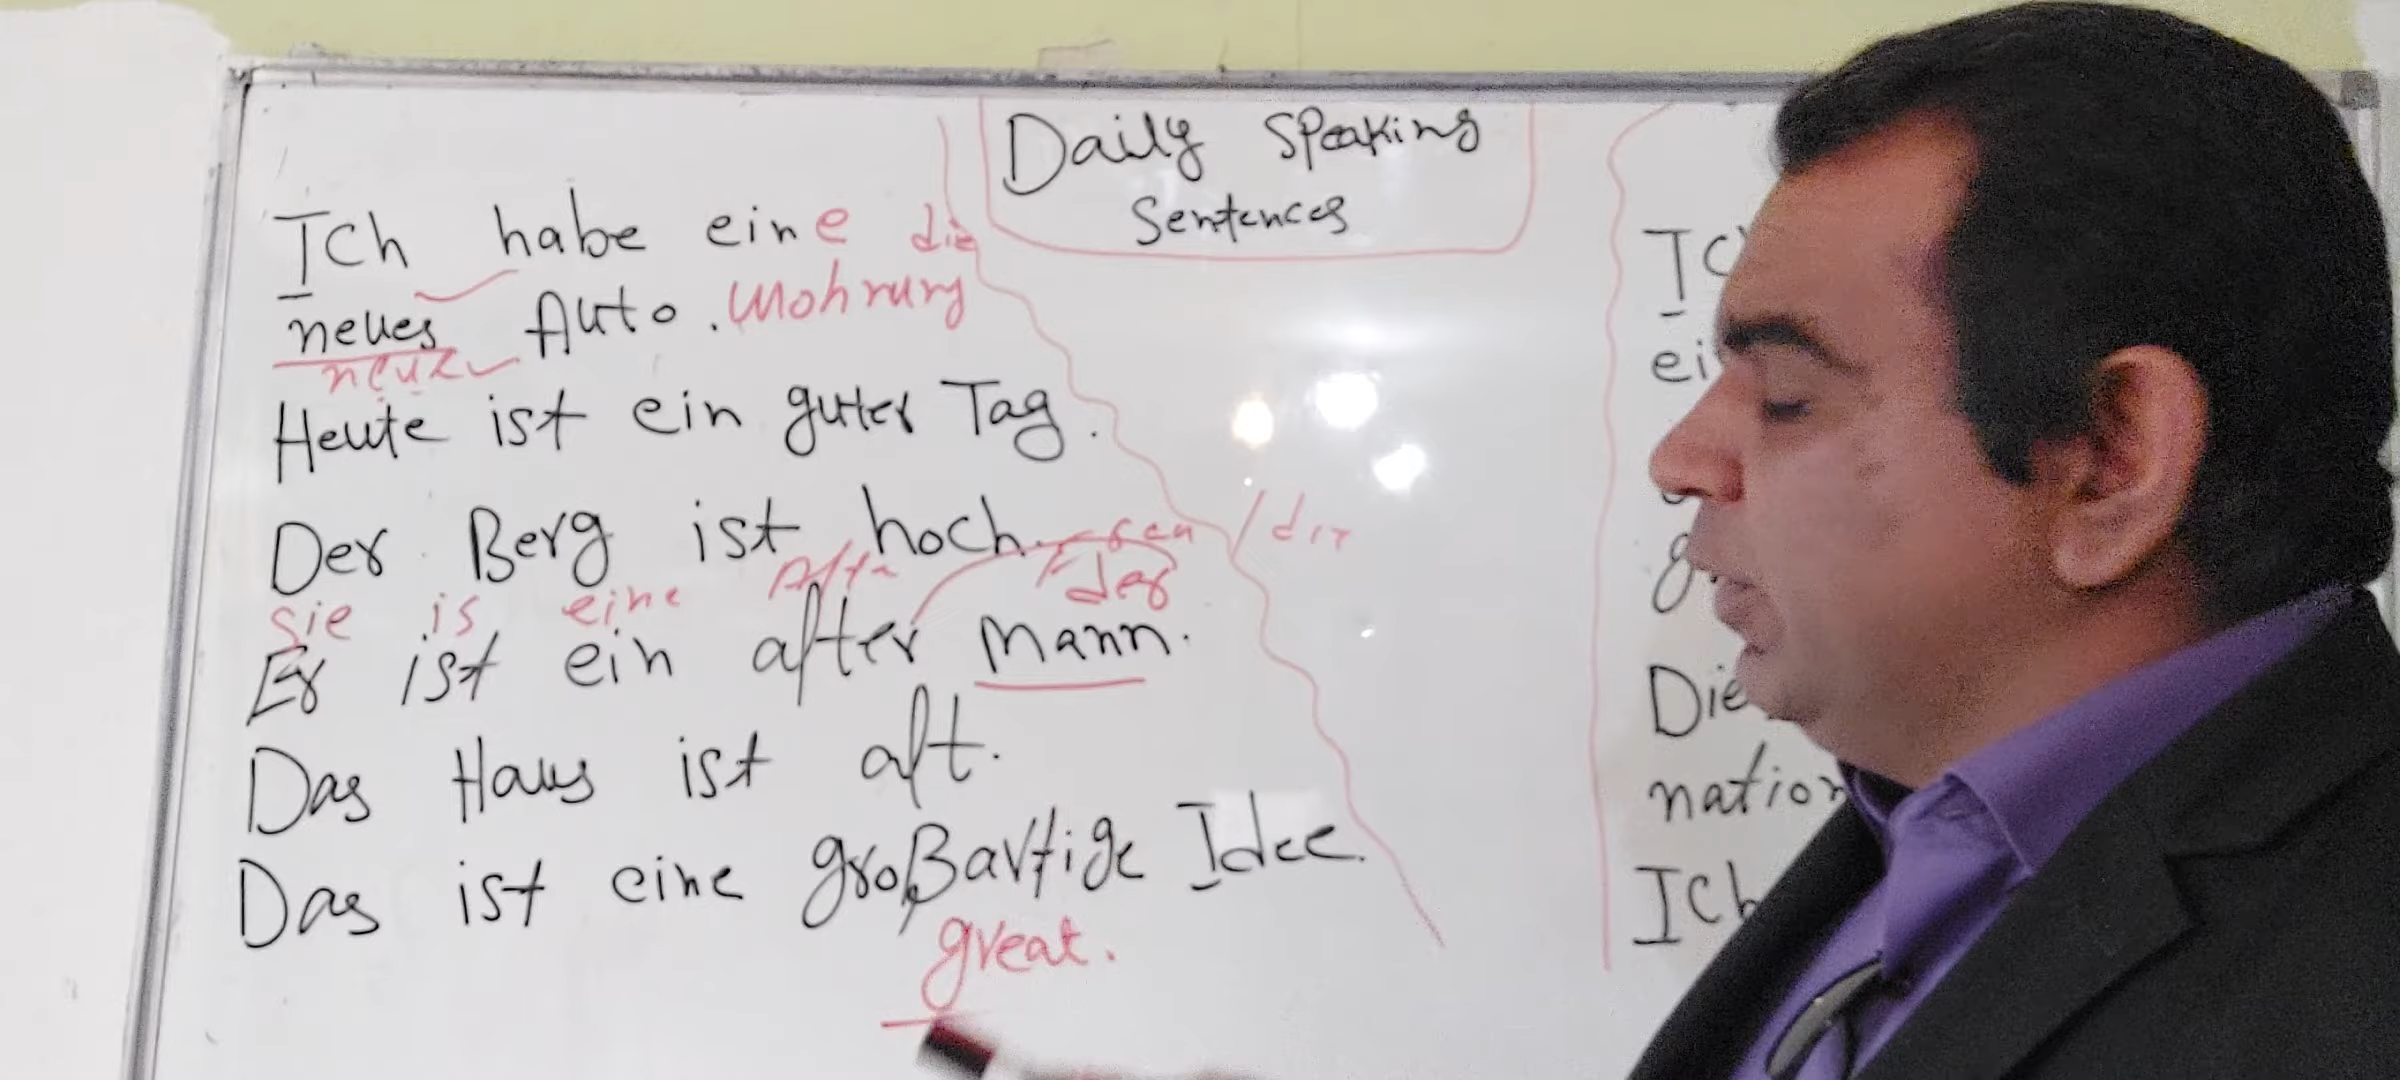 Daily Speaking
Sentences
Ich habe eine die
neues Auto. Wohnung
neue
Heute ist ein guter Tag.
Der Berg ist hoch.
/ die
der
sie is eine Alte
Er ist ein alter Mann.
Das Haus ist alt.
Das ist eine großartige Idee.
great.
Ich
ei
g
Die
nation
Ich